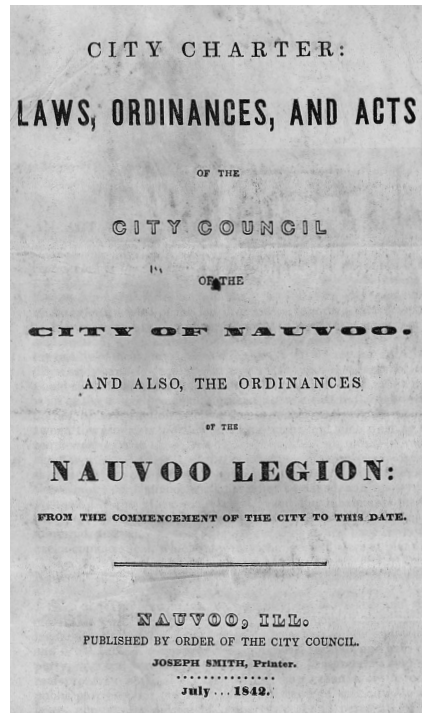 CITY CHARTER:
LAWS, ORDINANCES, AND ACTS
OF THE
CITY COUNCIL
OF THE
CITY OF NAUVOO.
AND ALSO, THE ORDINANCES
OF THE
NAUVOO LEGION:
FROM THE COMMENCEMENT OF THE CITY TO THIS DATE.
NAUVOO, ILL.
PUBLISHED BY ORDER OF THE CITY COUNCIL.
JOSEPH SMITH, Printer.
...............
July ... 1842.